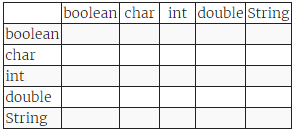 boolean char int double String
boolean
char
int
double
String